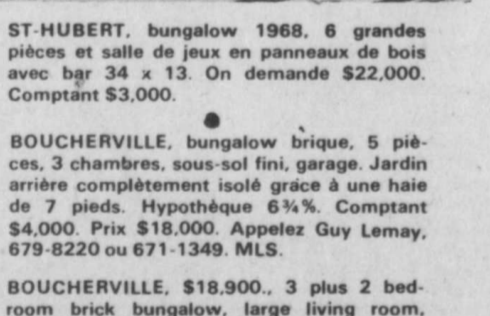 ST-HUBERT, bungalow 1968, 6 grandes
pièces et salle de jeux en panneaux de bois
avec bar 34 x 13. On demande $22,000.
Comptant $3,000.
BOUCHERVILLE, bungalow brique, 5 piè-
ces, 3 chambres, sous-sol fini, garage. Jardin
arrière complètement isolé grâce à une haie
de 7 pieds. Hypothèque 6¾%. Comptant
$4,000. Prix $18,000. Appelez Guy Lemay,
679-8220 ou 671-1349. MLS.
BOUCHERVILLE, $18,900., 3 plus 2 bed-
room brick bungalow, large living room,